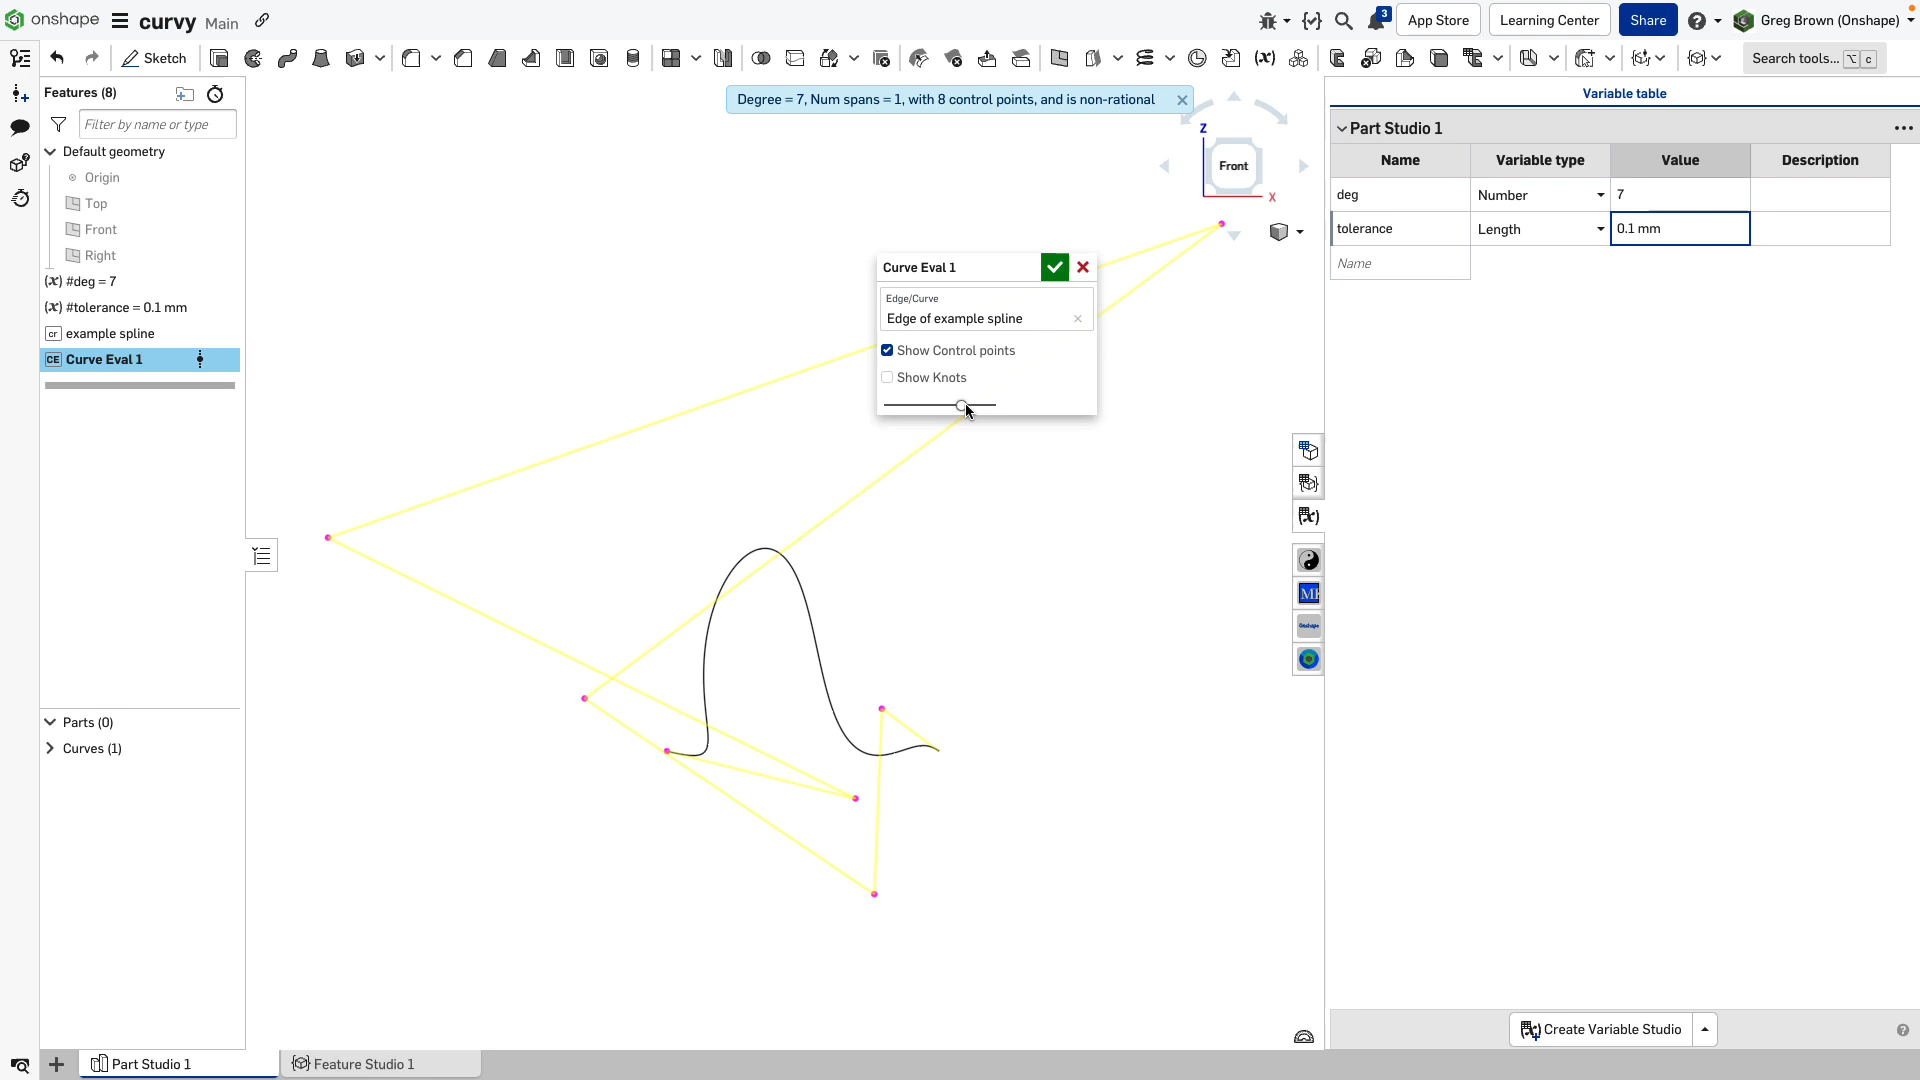 onshape
curvy Main
3
App Store
Learning Center
Share
Greg Brown (Onshape)
Sketch
Search tools... ⌥ c
Features (8)
Filter by name or type
Default geometry
Origin
Top
Front
Right
(x) #deg = 7
(x) #tolerance = 0.1 mm
cr example spline
CE Curve Eval 1
Parts (0)
Curves (1)
Degree = 7, Num spans = 1, with 8 control points, and is non-rational
Z
Front
X
Curve Eval 1
Edge/Curve
Edge of example spline
Show Control points
Show Knots
Variable table
Part Studio 1
Name Variable type Value Description
deg Number 7
tolerance Length 0.1 mm
Name
Create Variable Studio
Part Studio 1
Feature Studio 1